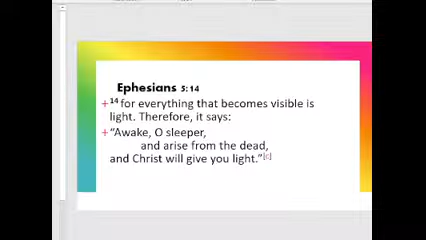 Ephesians 5:14
+ 14 for everything that becomes visible is
light. Therefore, it says:
+ “Awake, O sleeper,
and arise from the dead,
and Christ will give you light.”[c]